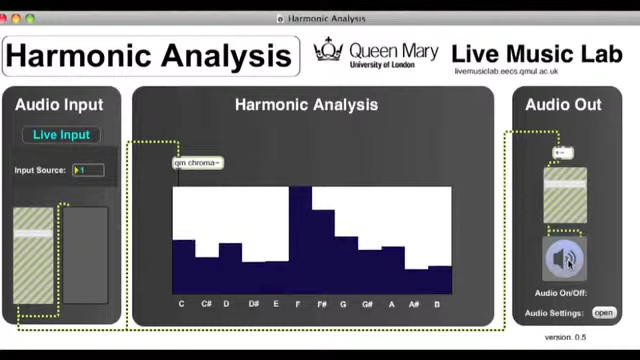 Harmonic Analysis
Harmonic Analysis
Queen Mary
University of London
Live Music Lab
livemusiclab.eecs.qmul.ac.uk
Audio Input
Live Input
Input Source:
1
Harmonic Analysis
qm chroma~
C C# D D# E F F# G G# A A# B
Audio Out
Audio On/Off:
Audio Settings: open
version. 0.5